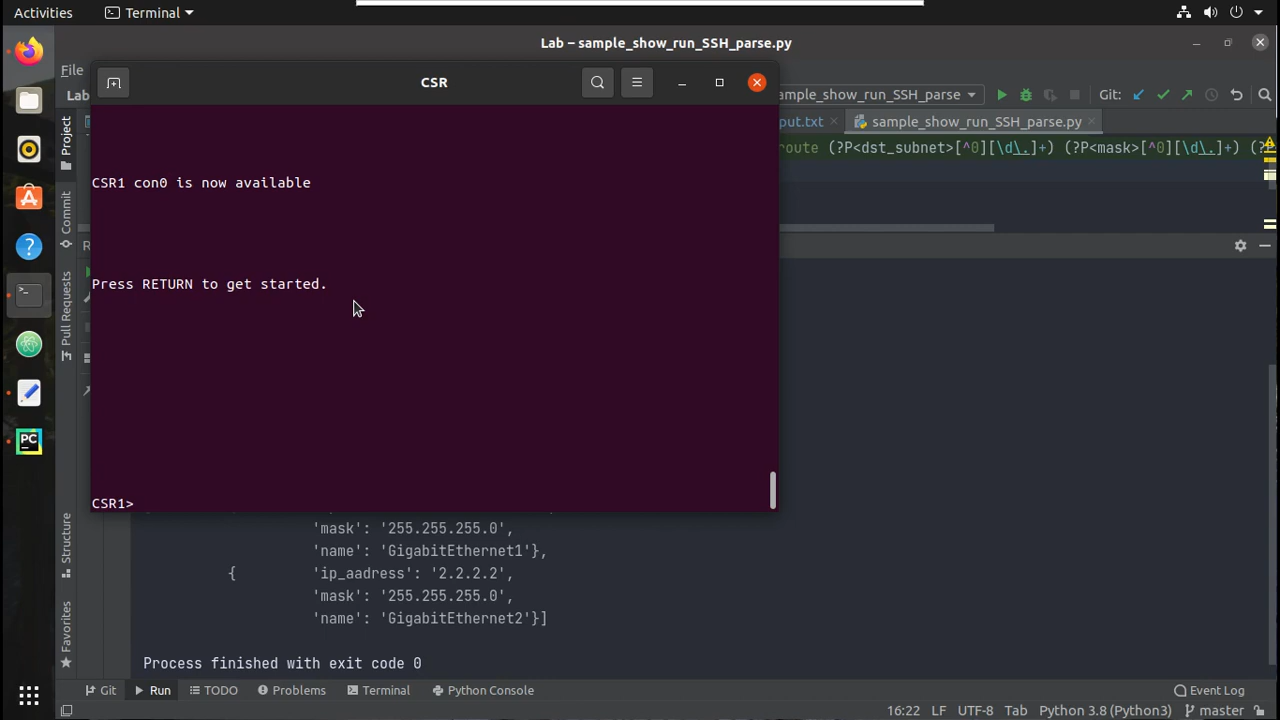 Activities
Terminal
Lab – sample_show_run_SSH_parse.py
File
CSR
Lab
ample_show_run_SSH_parse
Git:
put.txt
sample_show_run_SSH_parse.py
Project
Commit
Pull Requests
Structure
Favorites
route (?P<dst_subnet>[^0][\d\.]+) (?P<mask>[^0][\d\.]+) (?
CSR1 con0 is now available
Press RETURN to get started.
CSR1>
'mask': '255.255.255.0',
'name': 'GigabitEthernet1'},
{ 'ip_aadress': '2.2.2.2',
'mask': '255.255.255.0',
'name': 'GigabitEthernet2'}]
Process finished with exit code 0
Git
Run
TODO
Problems
Terminal
Python Console
Event Log
16:22 LF UTF-8 Tab Python 3.8 (Python3) master
PC